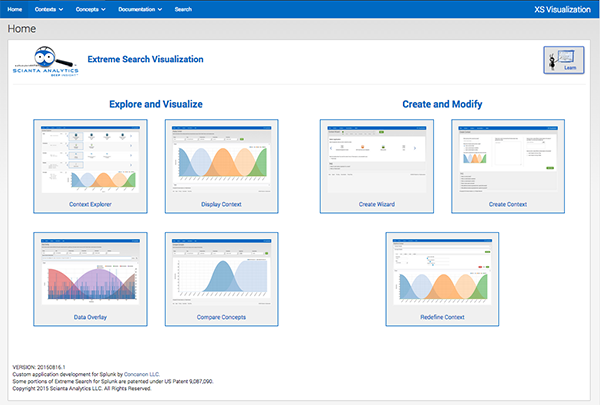 Home Contexts Concepts Documentation Search XS Visualization
Home
SCIANTA ANALYTICS
Extreme Search Visualization
Learn
Explore and Visualize
Create and Modify
Context Explorer
Display Context
Create Wizard
Create Context
Data Overlay
Compare Concepts
Redefine Context
VERSION: 20150816.1
Custom application development for Splunk by Concanon LLC.
Some portions of Extreme Search for Splunk are patented under US Patent 9,087,090.
Copyright 2015 Scianta Analytics LLC. All Rights Reserved.